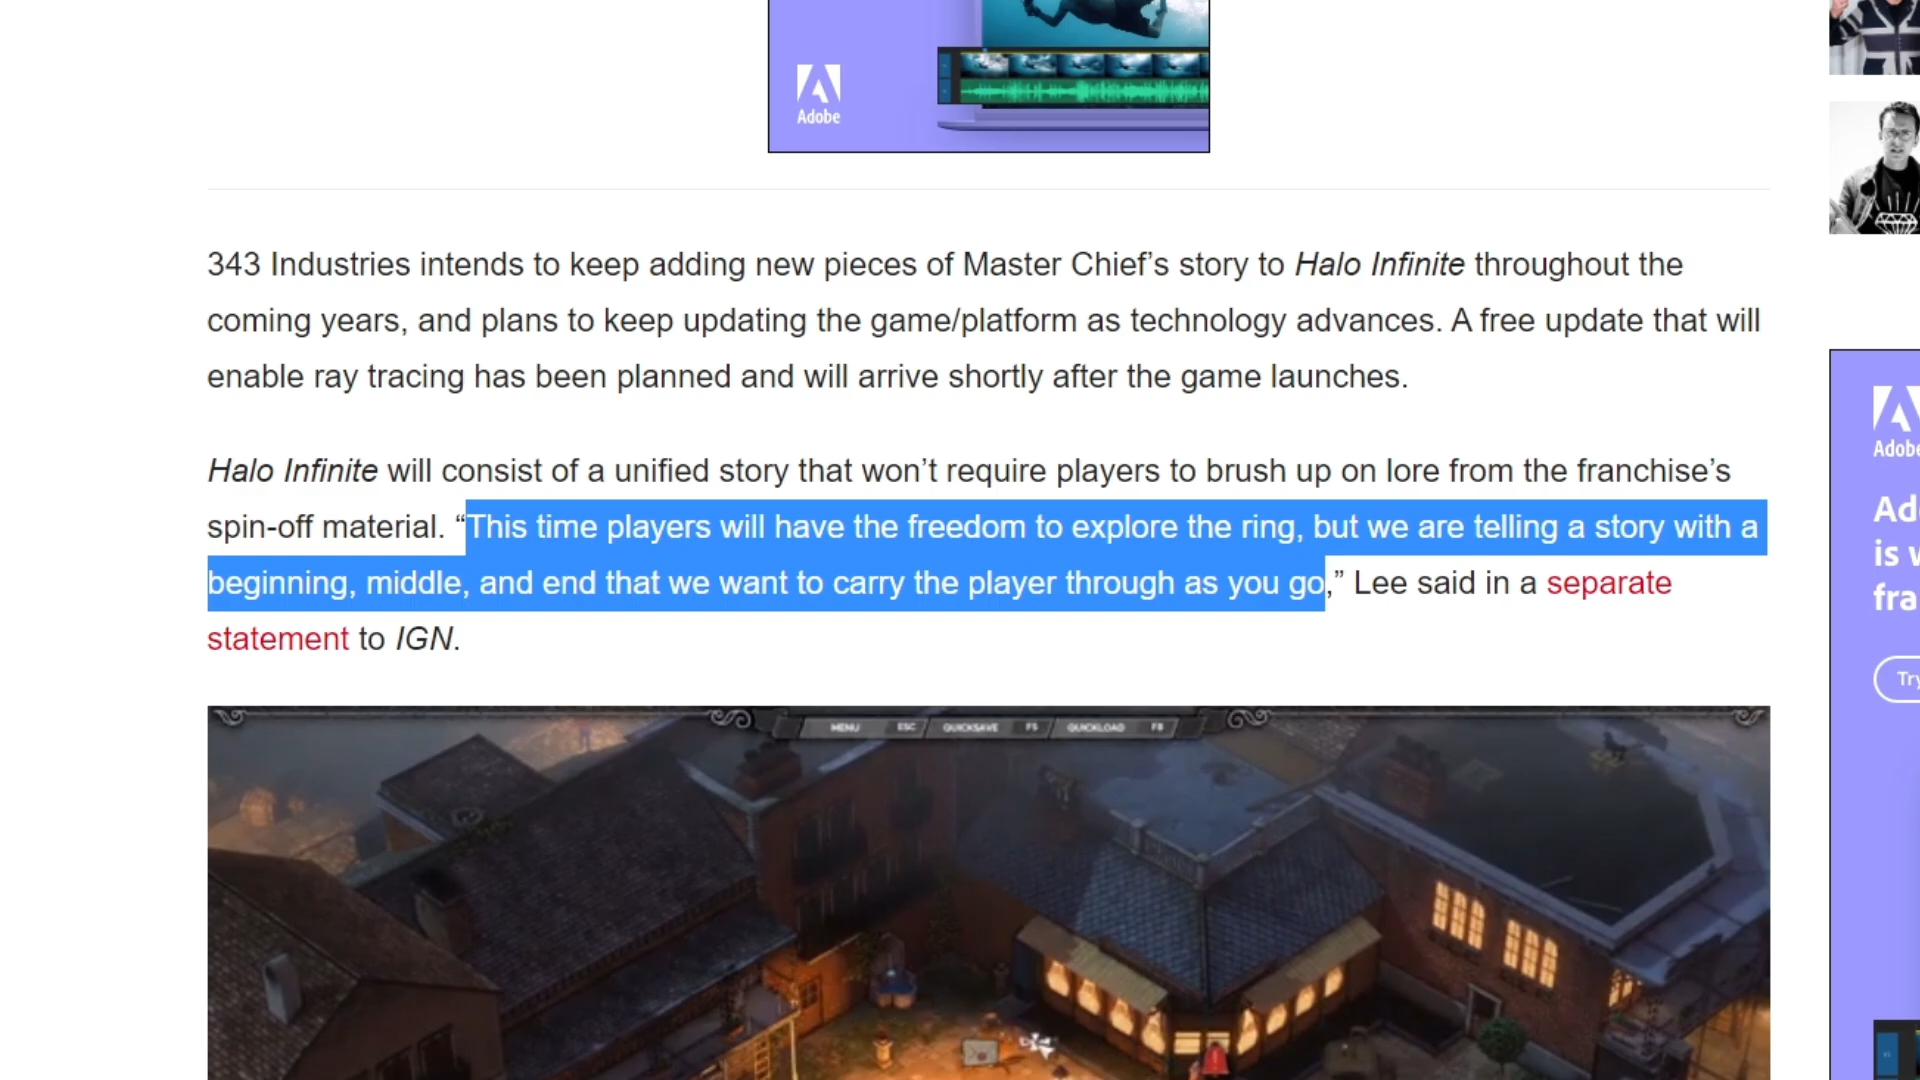 Adobe
343 Industries intends to keep adding new pieces of Master Chief’s story to Halo Infinite throughout the
coming years, and plans to keep updating the game/platform as technology advances. A free update that will
enable ray tracing has been planned and will arrive shortly after the game launches.
Adobe
Halo Infinite will consist of a unified story that won’t require players to brush up on lore from the franchise’s
spin-off material. “This time players will have the freedom to explore the ring, but we are telling a story with a
beginning, middle, and end that we want to carry the player through as you go,” Lee said in a separate
statement to IGN.
Ad
is
fra
Try
MENU ESC QUICKSAVE F5 QUICKLOAD F8